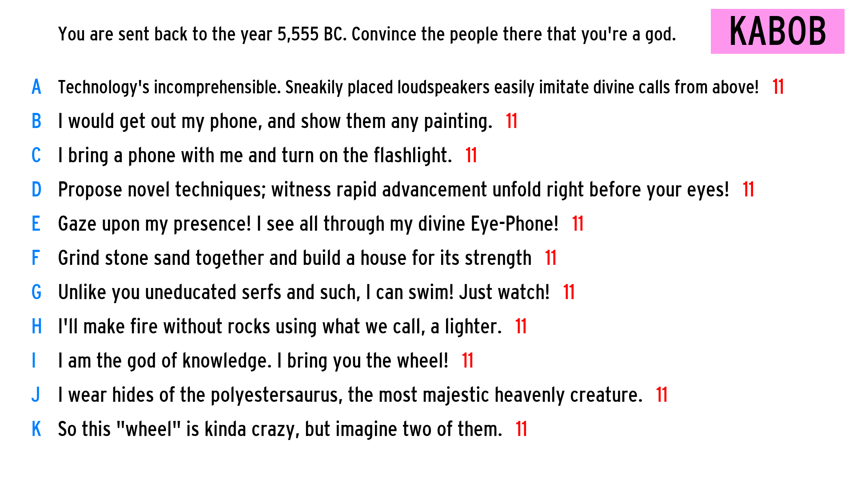 You are sent back to the year 5,555 BC. Convince the people there that you're a god.
KABOB
A Technology's incomprehensible. Sneakily placed loudspeakers easily imitate divine calls from above! 11
B I would get out my phone, and show them any painting. 11
C I bring a phone with me and turn on the flashlight. 11
D Propose novel techniques; witness rapid advancement unfold right before your eyes! 11
E Gaze upon my presence! I see all through my divine Eye-Phone! 11
F Grind stone sand together and build a house for its strength 11
G Unlike you uneducated serfs and such, I can swim! Just watch! 11
H I'll make fire without rocks using what we call, a lighter. 11
I I am the god of knowledge. I bring you the wheel! 11
J I wear hides of the polyestersaurus, the most majestic heavenly creature. 11
K So this "wheel" is kinda crazy, but imagine two of them. 11